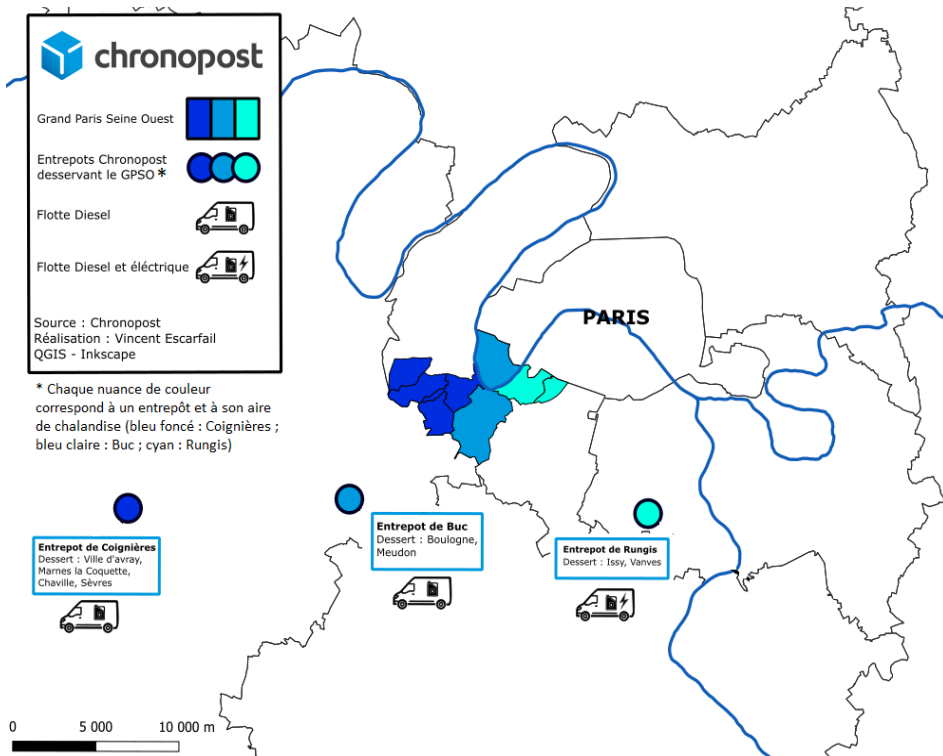 chronopost
Grand Paris Seine Ouest
Entrepots Chronopost
desservant le GPSO *
Flotte Diesel
Flotte Diesel et éléctrique
Source : Chronopost
Réalisation : Vincent Escarfail
QGIS - Inkscape
* Chaque nuance de couleur
correspond à un entrepôt et à son aire
de chalandise (bleu foncé : Coignières ;
bleu claire : Buc ; cyan : Rungis)
PARIS
Entrepot de Coignières
Dessert : Ville d'avray,
Marnes la Coquette,
Chaville, Sèvres
Entrepot de Buc
Dessert : Boulogne,
Meudon
Entrepot de Rungis
Dessert : Issy, Vanves
0 5 000 10 000 m